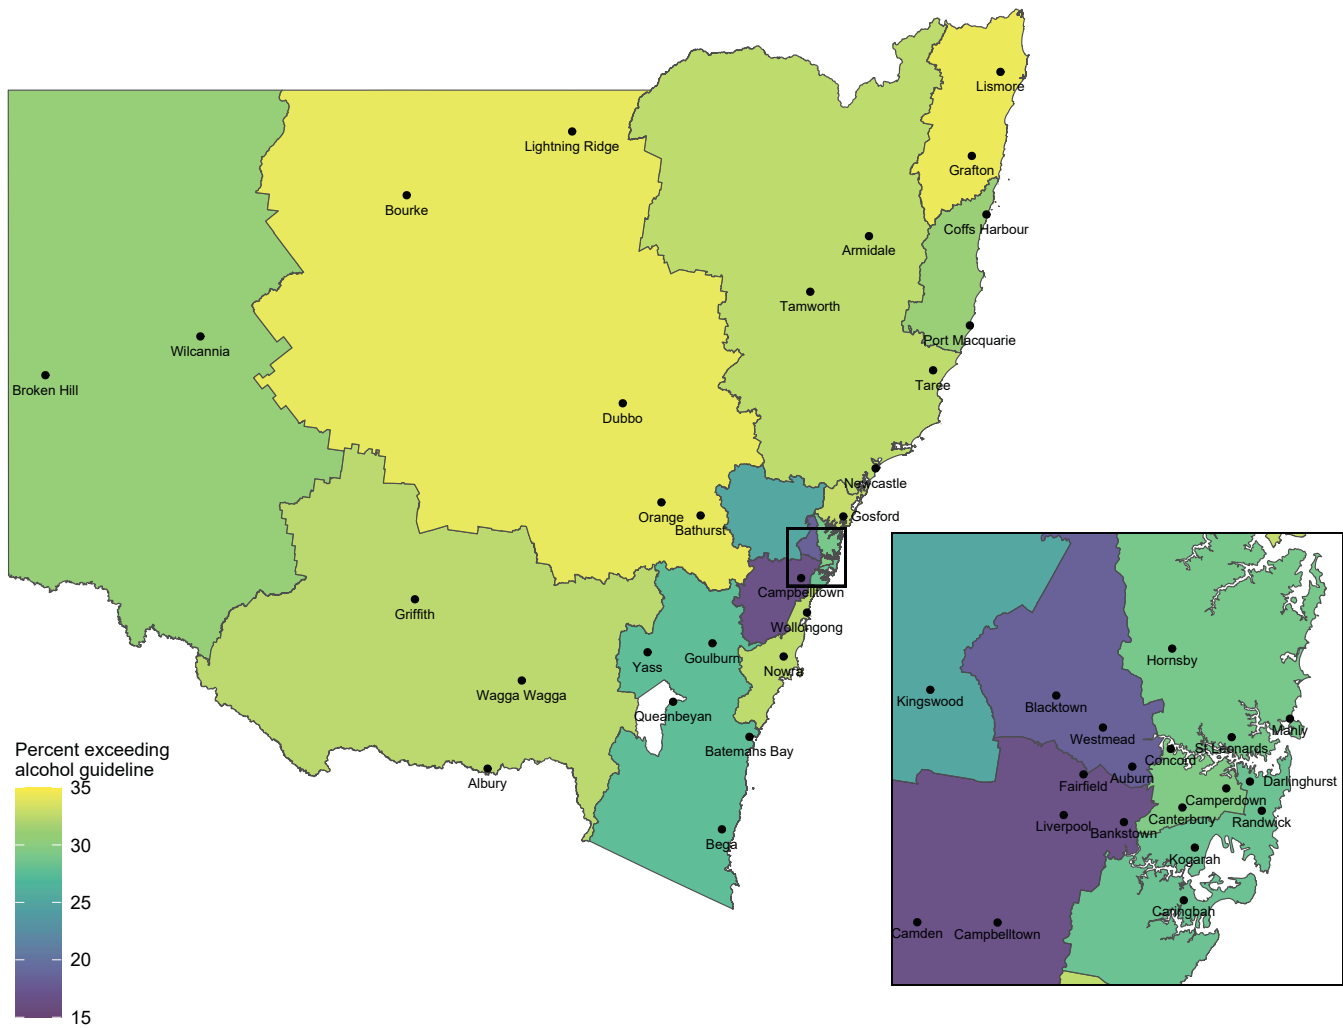 Lismore
Lightning Ridge
Grafton
Bourke
Coffs Harbour
Armidale
Tamworth
Port Macquarie
Wilcannia
Taree
Broken Hill
Dubbo
Newcastle
Orange
Gosford
Bathurst
Campbelltown
Griffith
Wollongong
Goulburn
Yass
Nowra
Wagga Wagga
Queanbeyan
Batemans Bay
Albury
Bega
Percent exceeding
alcohol guideline
35
30
25
20
15
Hornsby
Kingswood
Blacktown
Manly
Westmead
St Leonards
Concord
Auburn
Darlinghurst
Fairfield
Camperdown
Canterbury
Randwick
Liverpool
Bankstown
Kogarah
Caringbah
Camden
Campbelltown